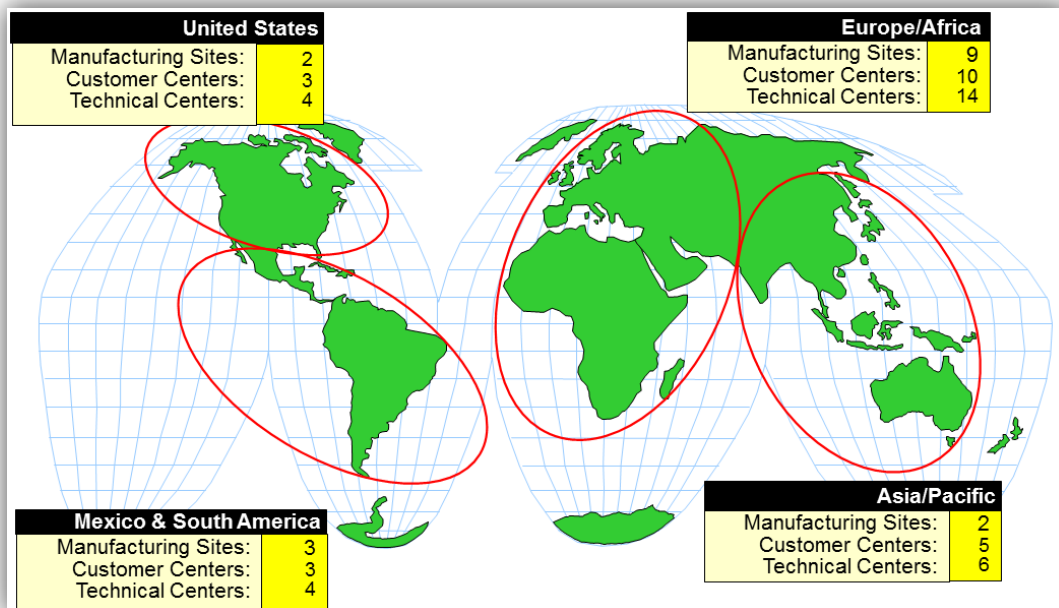 United States
Manufacturing Sites: 2
Customer Centers: 3
Technical Centers: 4
Europe/Africa
Manufacturing Sites: 9
Customer Centers: 10
Technical Centers: 14
Mexico & South America
Manufacturing Sites: 3
Customer Centers: 3
Technical Centers: 4
Asia/Pacific
Manufacturing Sites: 2
Customer Centers: 5
Technical Centers: 6